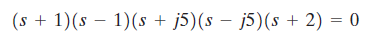 (s + 1)(s − 1)(s + j5)(s − j5)(s + 2) = 0